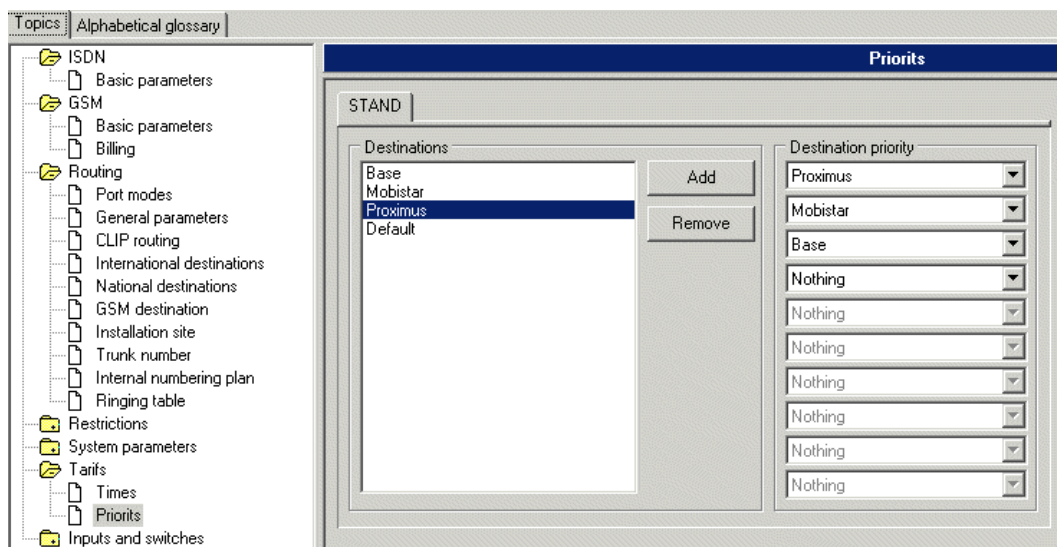 Topics Alphabetical glossary
ISDN
Basic parameters
GSM
Basic parameters
Billing
Routing
Port modes
General parameters
CLIP routing
International destinations
National destinations
GSM destination
Installation site
Trunk number
Internal numbering plan
Ringing table
Restrictions
System parameters
Tarifs
Times
Priorits
Inputs and switches
Priorits
STAND
Destinations
Base
Mobistar
Proximus
Default
Add
Remove
Destination priority
Proximus
Mobistar
Base
Nothing
Nothing
Nothing
Nothing
Nothing
Nothing
Nothing